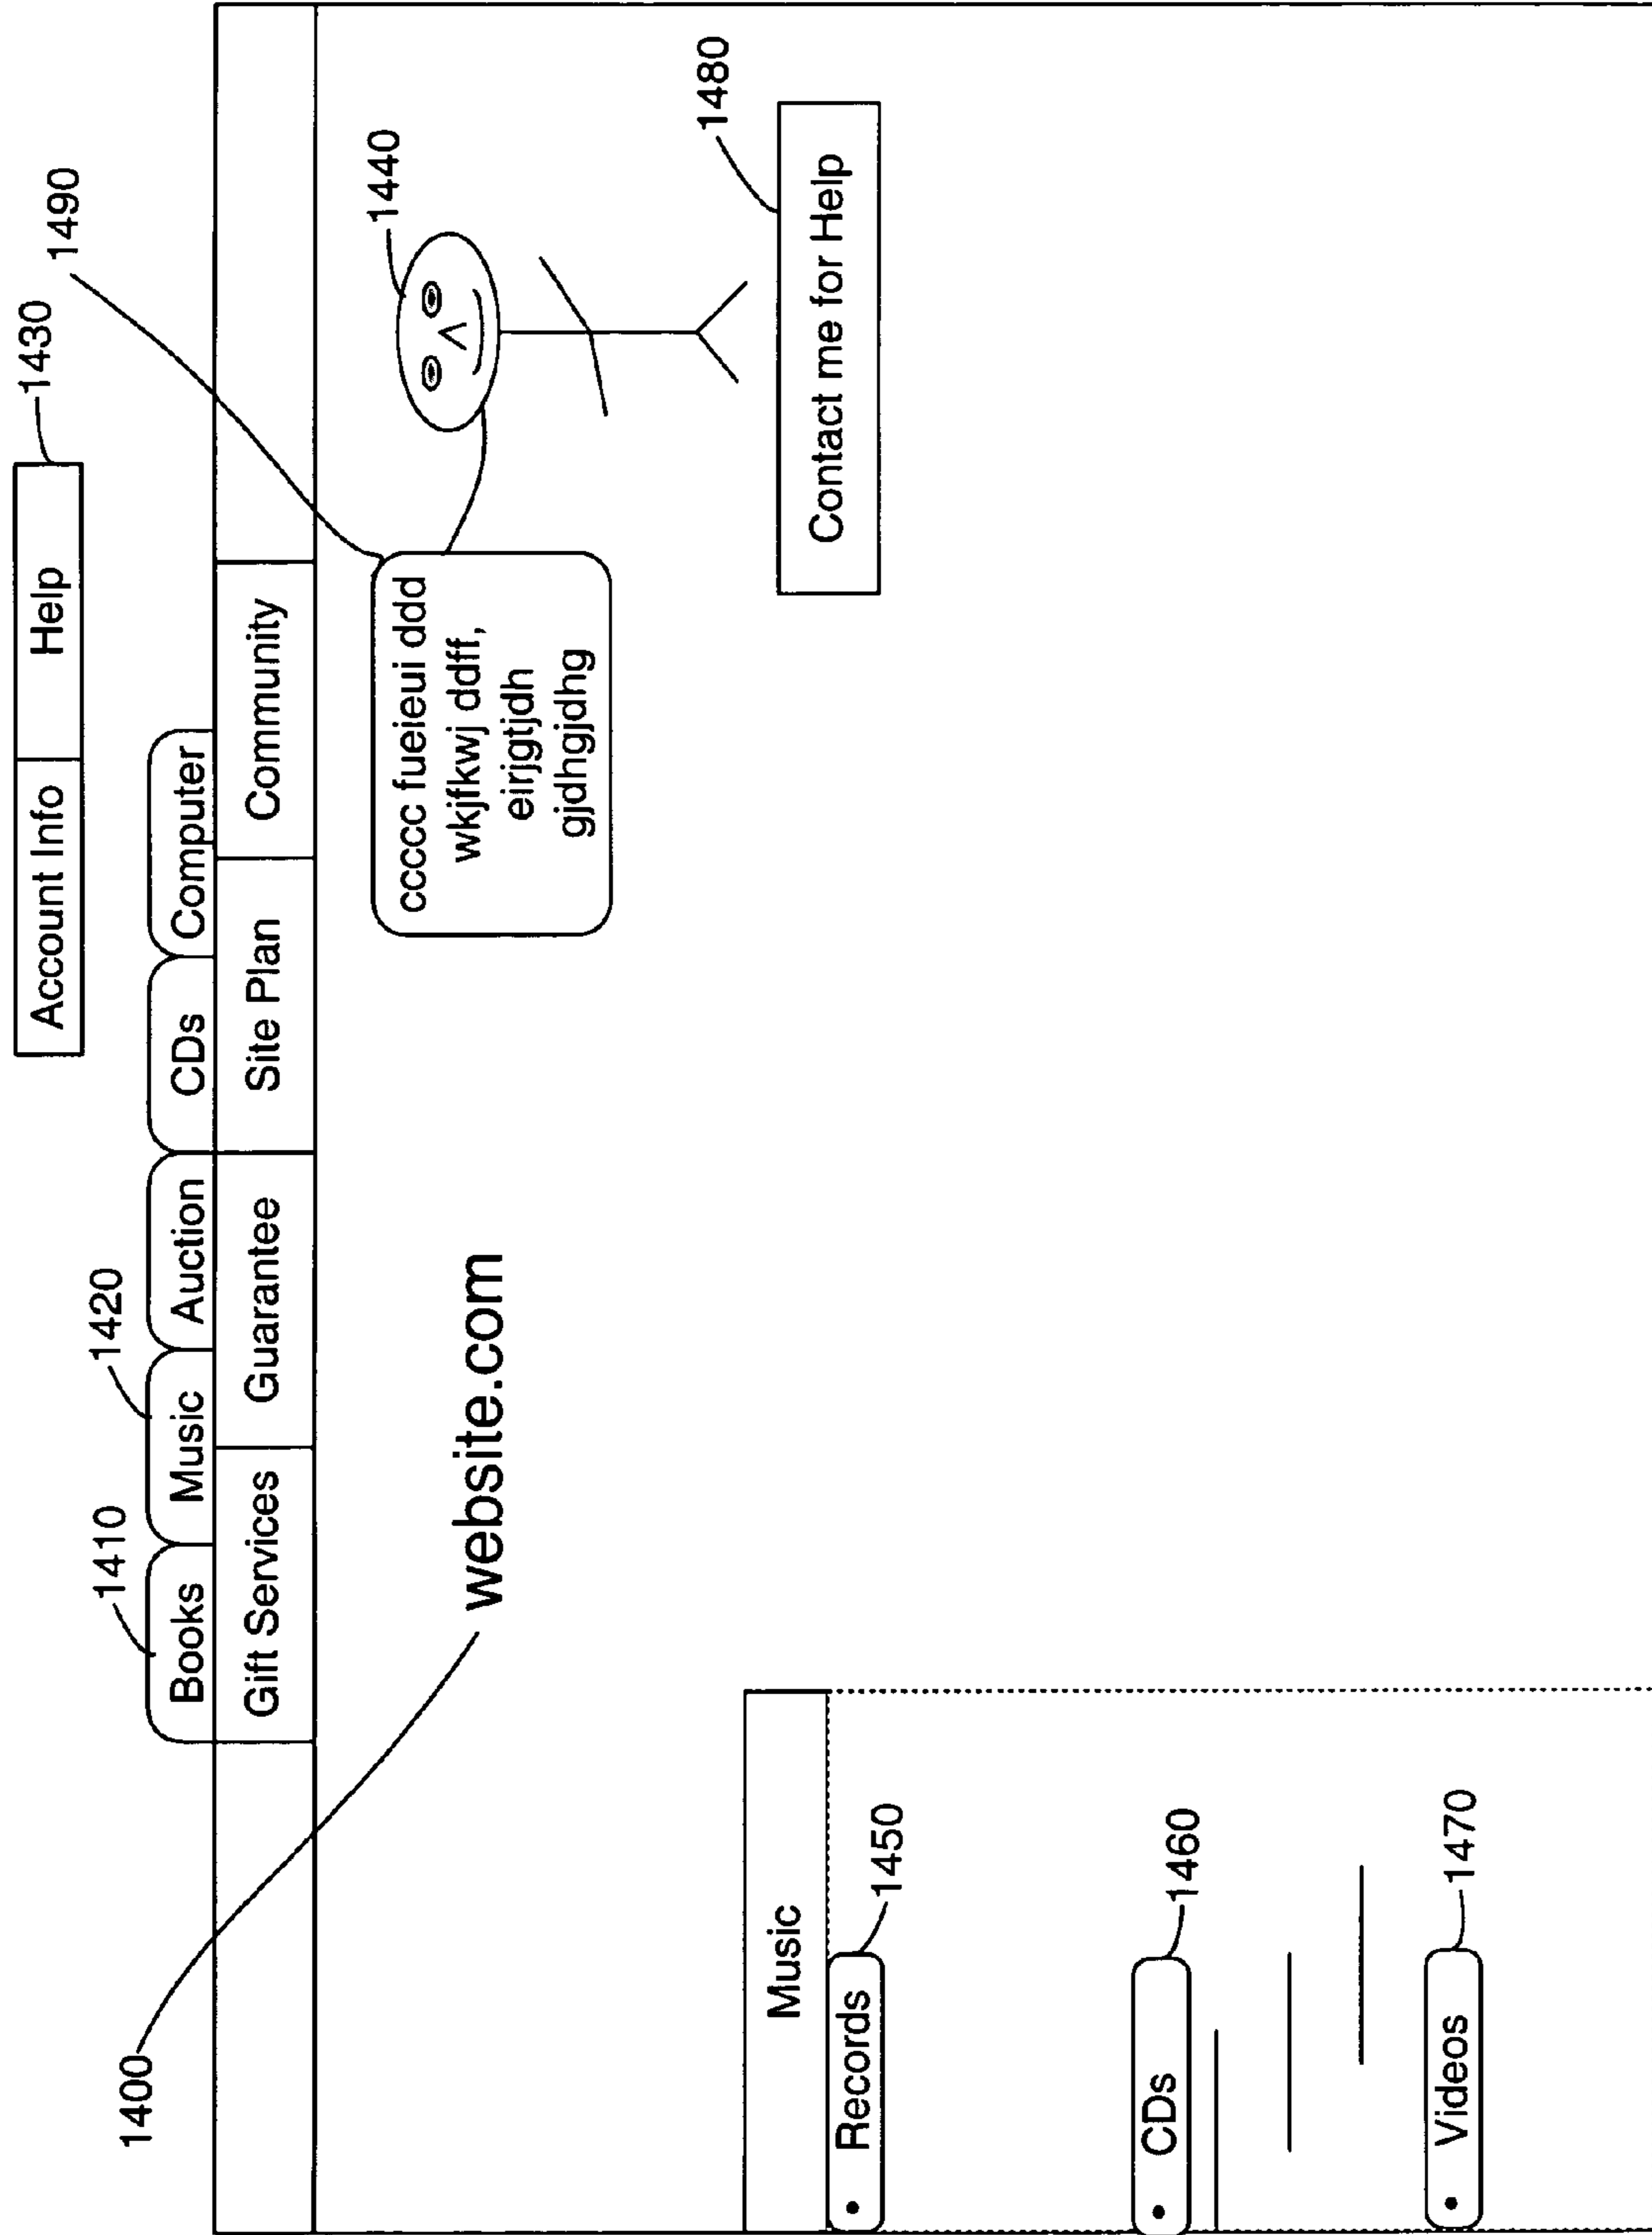 1430
Account Info Help
1490
1410
1420
Books Music Auction CDs Computer
Gift Services Guarantee Site Plan Community
1400
website.com
1440
ccccc fueieui ddd
wkjfkwj ddff,
eirjgtjdh
gjdhgjdhg
1480
Contact me for Help
Music
• Records
1450
• CDs
1460
• Videos
1470